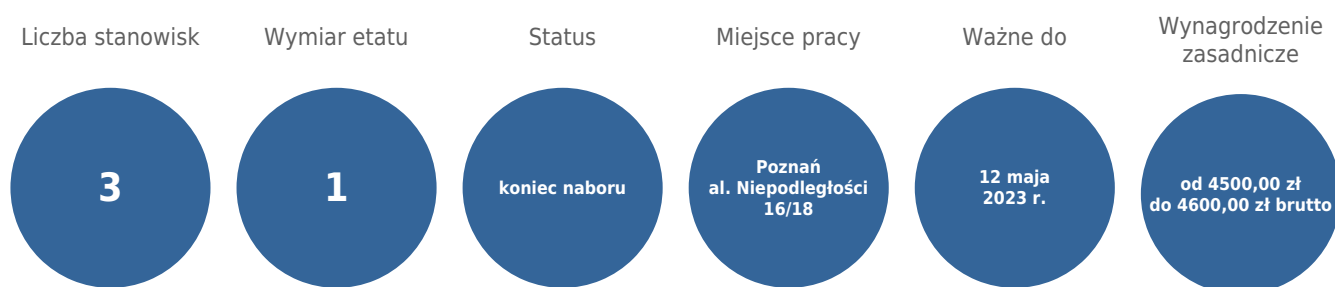 Liczba stanowisk
3
Wymiar etatu
1
Status
koniec naboru
Miejsce pracy
Poznań
al. Niepodległości
16/18
Ważne do
12 maja
2023 r.
Wynagrodzenie
zasadnicze
od 4500,00 zł
do 4600,00 zł brutto